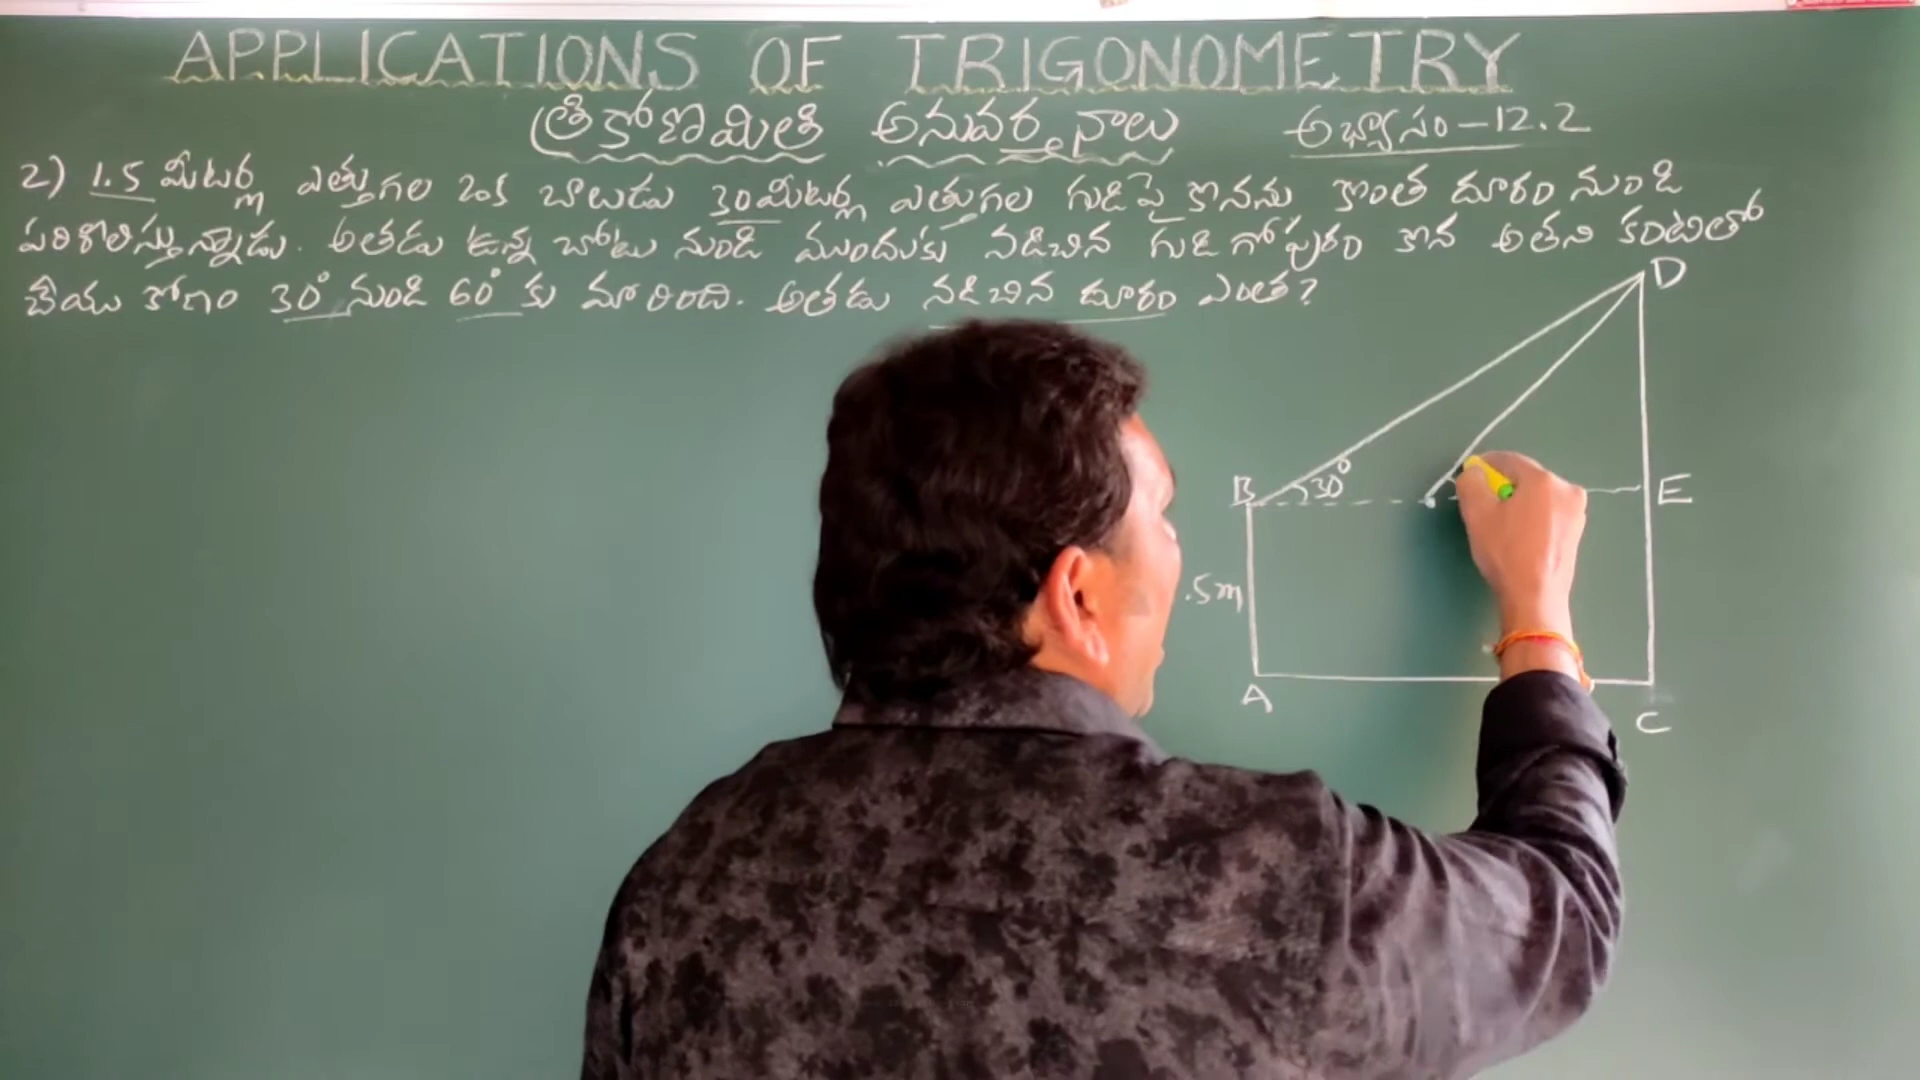 APPLICATIONS OF TRIGONOMETRY
త్రికోణమితి అనువర్తనాలు అభ్యాసం-12.2
2) 1.5 మీటర్ల ఎత్తుగల ఒక బాలుడు 30మీటర్ల ఎత్తుగల గుడిపై కొనను కొంత దూరం నుండి
పరిశీలిస్తున్నాడు. అతడు ఉన్న చోటు నుండి ముందుకు నడిచిన గుడి గోపురం కొన అతని కంటితో
చేయు కోణం 30° నుండి 60° కు మారింది. అతడు నడిచిన దూరం ఎంత?
D
B 30° E
.5m
A
C